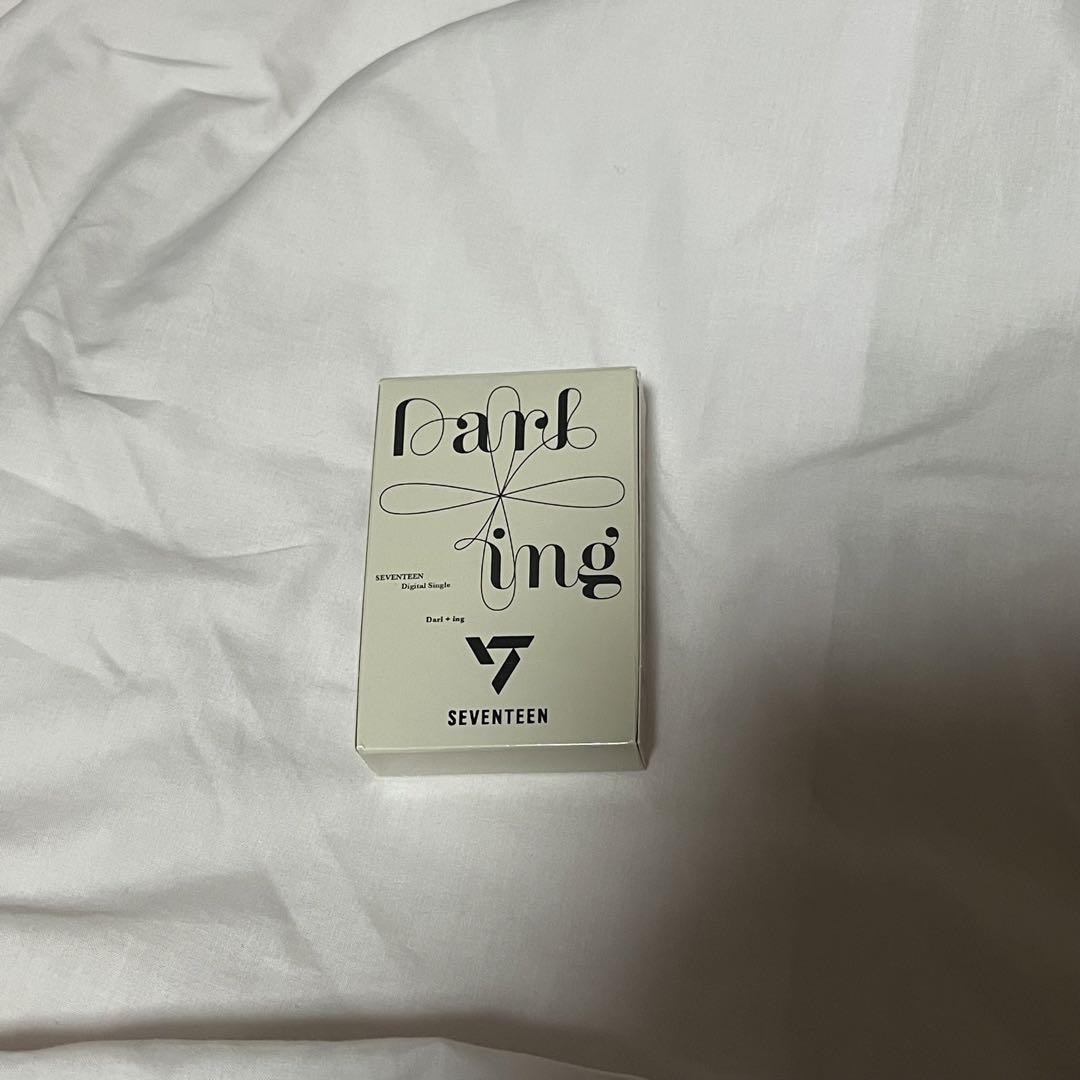 Darl
ing
SEVENTEEN
Digital Single
Darl + ing
SEVENTEEN